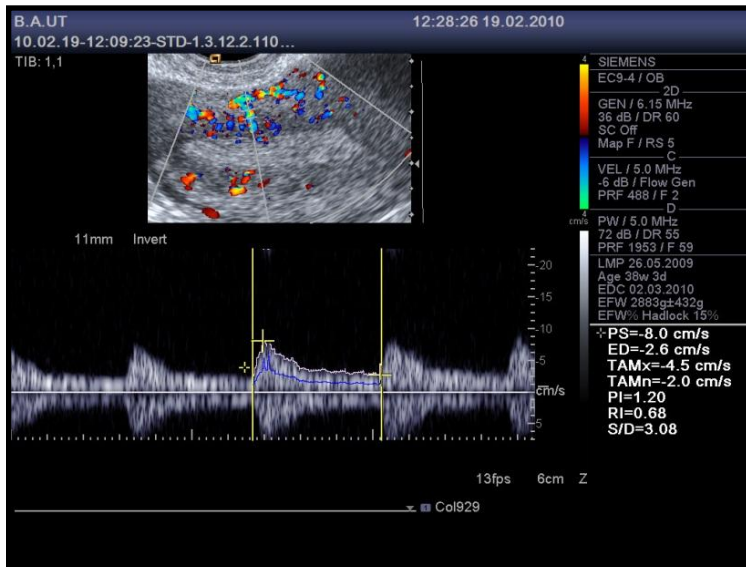 B.A.UT 12:28:26 19.02.2010
10.02.19-12:09:23-STD-1.3.12.2.110...
TIB: 1,1
4
4
cm/s
SIEMENS
EC9-4 / OB
2D
GEN / 6.15 MHz
36 dB / DR 60
SC Off
Map F / RS 5
C
VEL / 5.0 MHz
-6 dB / Flow Gen
PRF 488 / F 2
D
PW / 5.0 MHz
72 dB / DR 55
PRF 1953 / F 59
LMP 26.05.2009
Age 38w 3d
EDC 02.03.2010
EFW 2883g±432g
EFW% Hadlock 15%
PS=-8.0 cm/s
ED=-2.6 cm/s
TAMx=-4.5 cm/s
TAMn=-2.0 cm/s
PI=1.20
RI=0.68
S/D=3.08
11mm Invert
-20
-15
-10
-5
cm/s
5
13fps 6cm Z
1 Col929